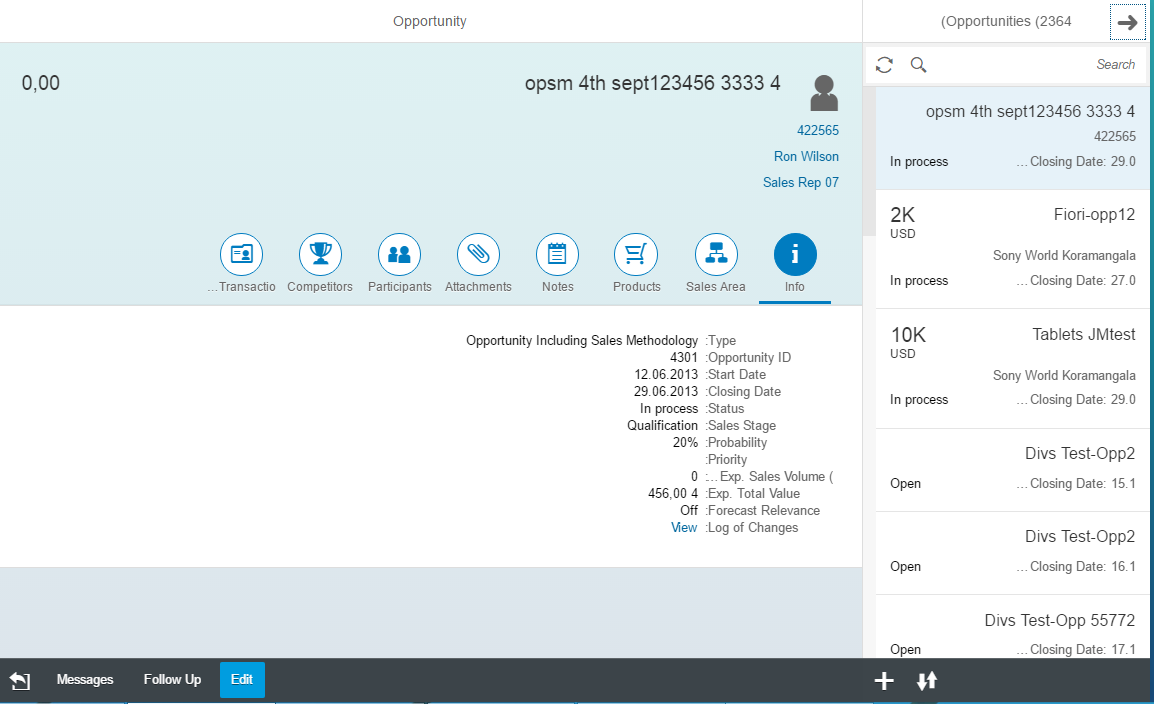 Opportunity
(Opportunities (2364
0,00
opsm 4th sept123456 3333 4
422565
Ron Wilson
Sales Rep 07
...Transactio
Competitors
Participants
Attachments
Notes
Products
Sales Area
Info
Opportunity Including Sales Methodology :Type
4301 :Opportunity ID
12.06.2013 :Start Date
29.06.2013 :Closing Date
In process :Status
Qualification :Sales Stage
20% :Probability
:Priority
0 :...Exp. Sales Volume (
456,00 4 :Exp. Total Value
Off :Forecast Relevance
View :Log of Changes
Search
opsm 4th sept123456 3333 4
422565
In process ...Closing Date: 29.0
2K Fiori-opp12
USD
Sony World Koramangala
In process ...Closing Date: 27.0
10K Tablets JMtest
USD
Sony World Koramangala
In process ...Closing Date: 29.0
Divs Test-Opp2
Open ...Closing Date: 15.1
Divs Test-Opp2
Open ...Closing Date: 16.1
Divs Test-Opp 55772
Open ...Closing Date: 17.1
Messages
Follow Up
Edit